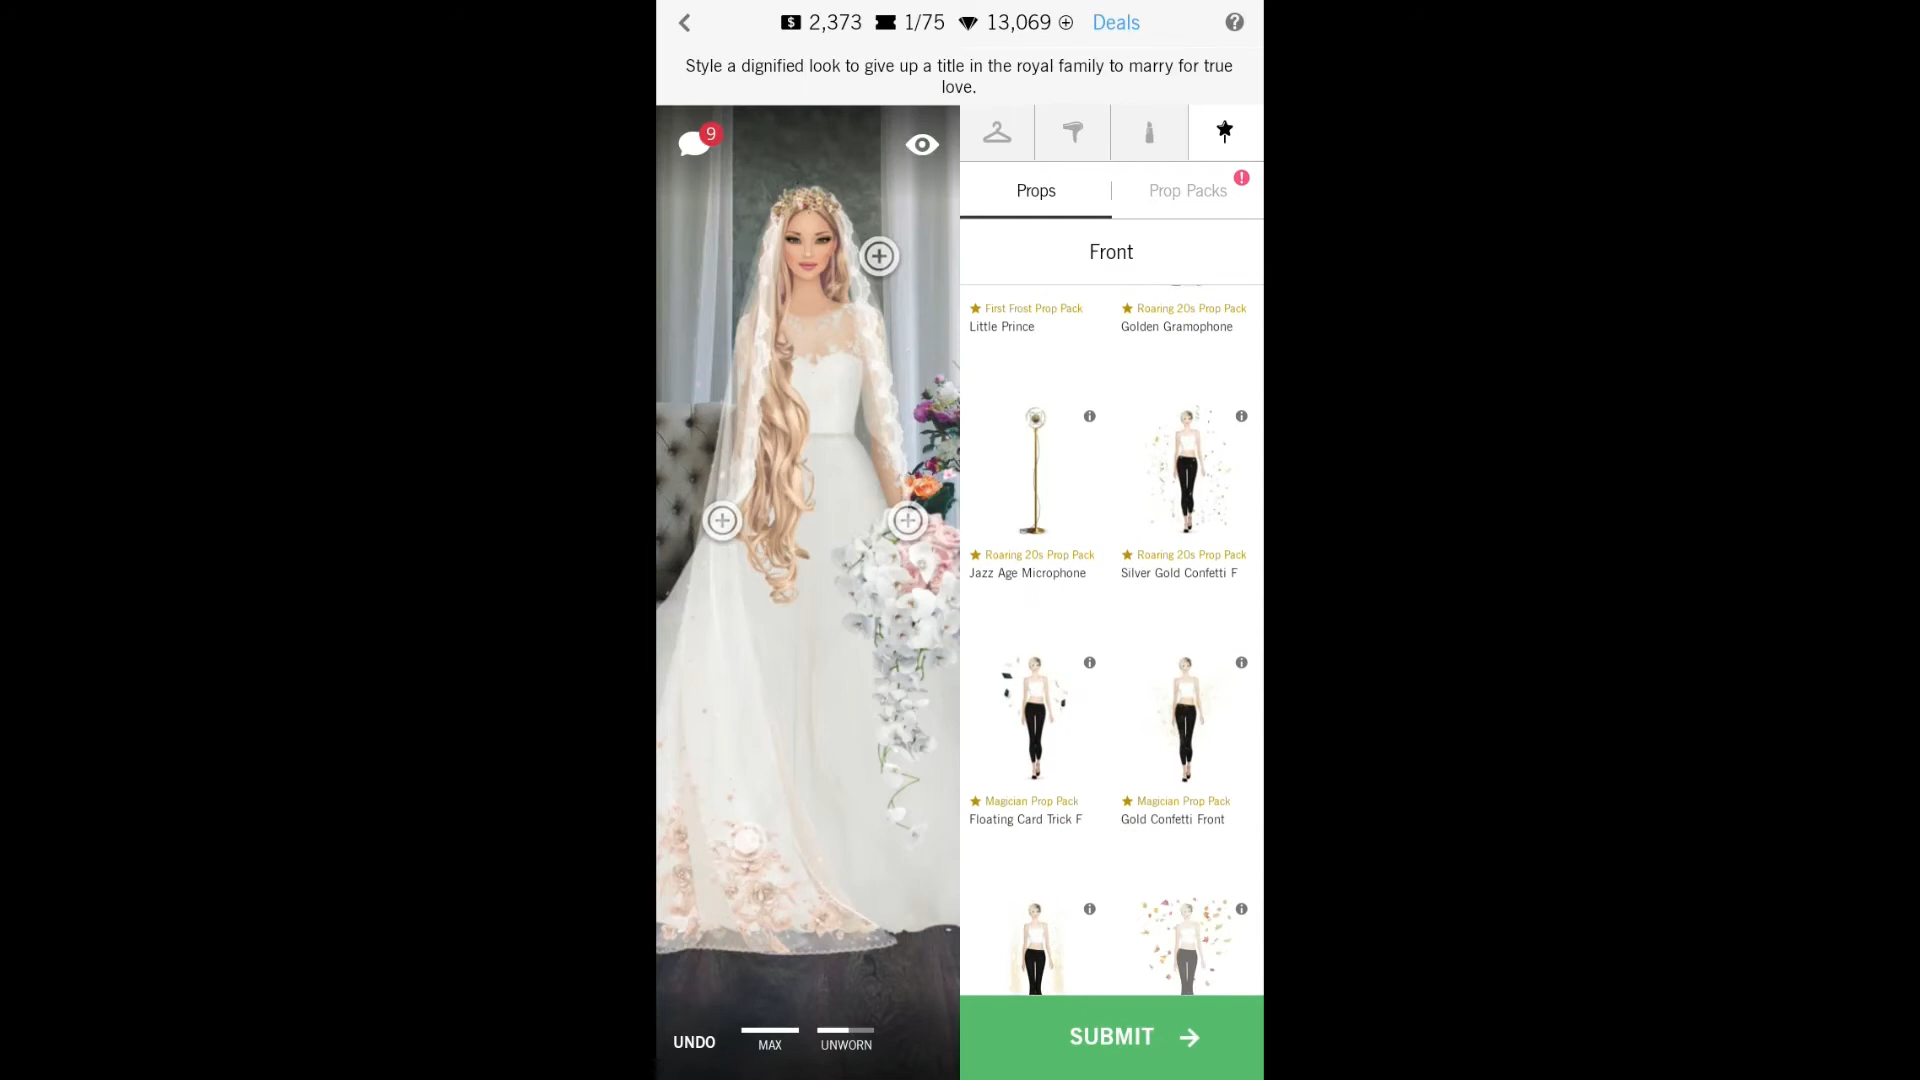 $ 2,373 1/75 13,069 Deals ?
Style a dignified look to give up a title in the royal family to marry for true
love.
9
Props
Prop Packs !
Front
First Frost Prop Pack
Little Prince
Roaring 20s Prop Pack
Golden Gramophone
Roaring 20s Prop Pack
Jazz Age Microphone
Roaring 20s Prop Pack
Silver Gold Confetti F
Magician Prop Pack
Floating Card Trick F
Magician Prop Pack
Gold Confetti Front
UNDO
MAX
UNWORN
SUBMIT